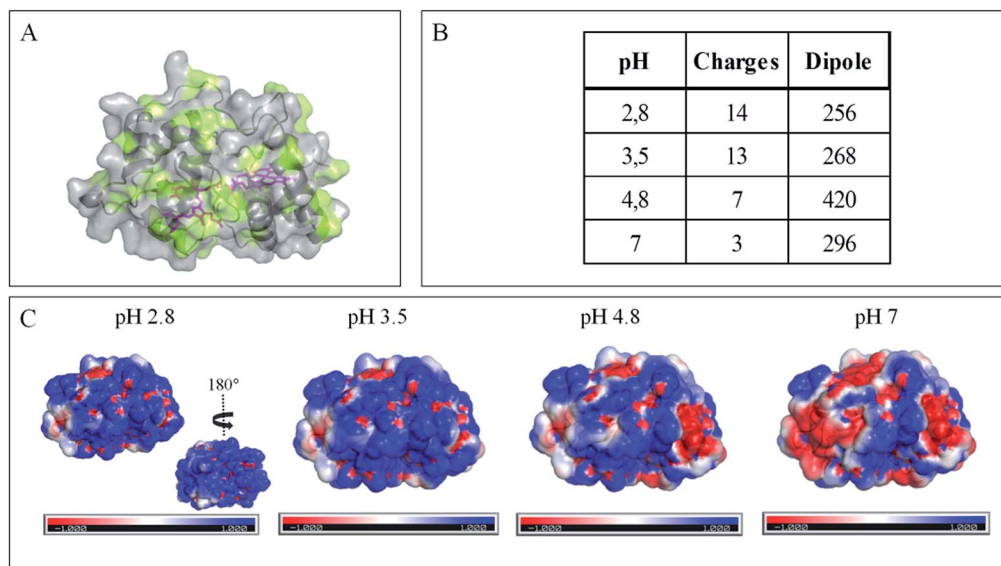 A
B
pH Charges Dipole
2,8 14 256
3,5 13 268
4,8 7 420
7 3 296
C
pH 2.8 pH 3.5 pH 4.8 pH 7
180°
-1.000 1.000 -1.000 1.000 -1.000 1.000 -1.000 1.000